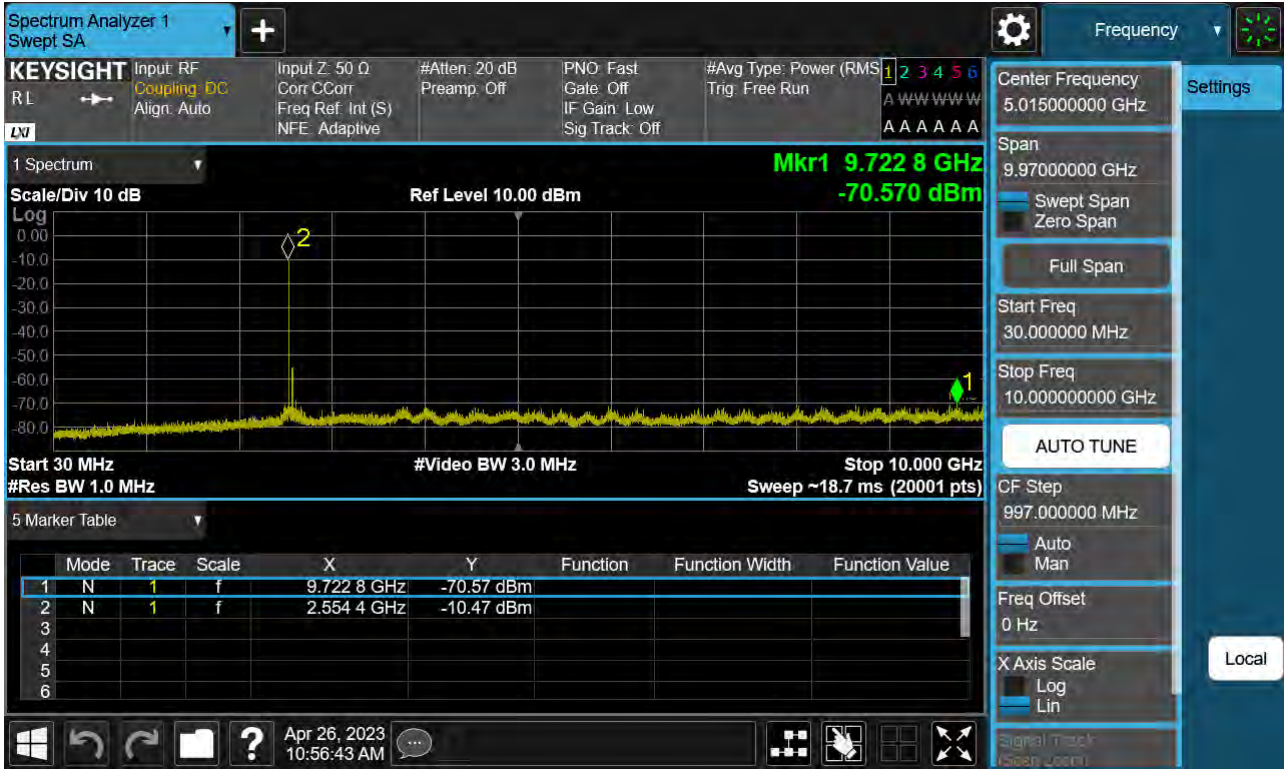 Spectrum Analyzer 1
Swept SA
+
Frequency
KEYSIGHT
RL
LXI
Input: RF
Coupling: DC
Align: Auto
Input Z: 50 Ω
Corr CCorr
Freq Ref: Int (S)
NFE: Adaptive
#Atten: 20 dB
Preamp: Off
PNO: Fast
Gate: Off
IF Gain: Low
Sig Track: Off
#Avg Type: Power (RMS
Trig: Free Run
1 2 3 4 5 6
A W W W W W
A A A A A A
1 Spectrum
Scale/Div 10 dB
Ref Level 10.00 dBm
Mkr1 9.722 8 GHz
-70.570 dBm
Log
0.00
-10.0
-20.0
-30.0
-40.0
-50.0
-60.0
-70.0
-80.0
2
1
Start 30 MHz
#Video BW 3.0 MHz
Stop 10.000 GHz
#Res BW 1.0 MHz
Sweep ~18.7 ms (20001 pts)
5 Marker Table
Mode Trace Scale X Y Function Function Width Function Value
1 N 1 f 9.722 8 GHz -70.57 dBm
2 N 1 f 2.554 4 GHz -10.47 dBm
3
4
5
6
Center Frequency
5.015000000 GHz
Settings
Span
9.97000000 GHz
Swept Span
Zero Span
Full Span
Start Freq
30.000000 MHz
Stop Freq
10.000000000 GHz
AUTO TUNE
CF Step
997.000000 MHz
Auto
Man
Freq Offset
0 Hz
X Axis Scale
Log
Lin
Signal Track
(Span Zoom)
Local
?
Apr 26, 2023
10:56:43 AM